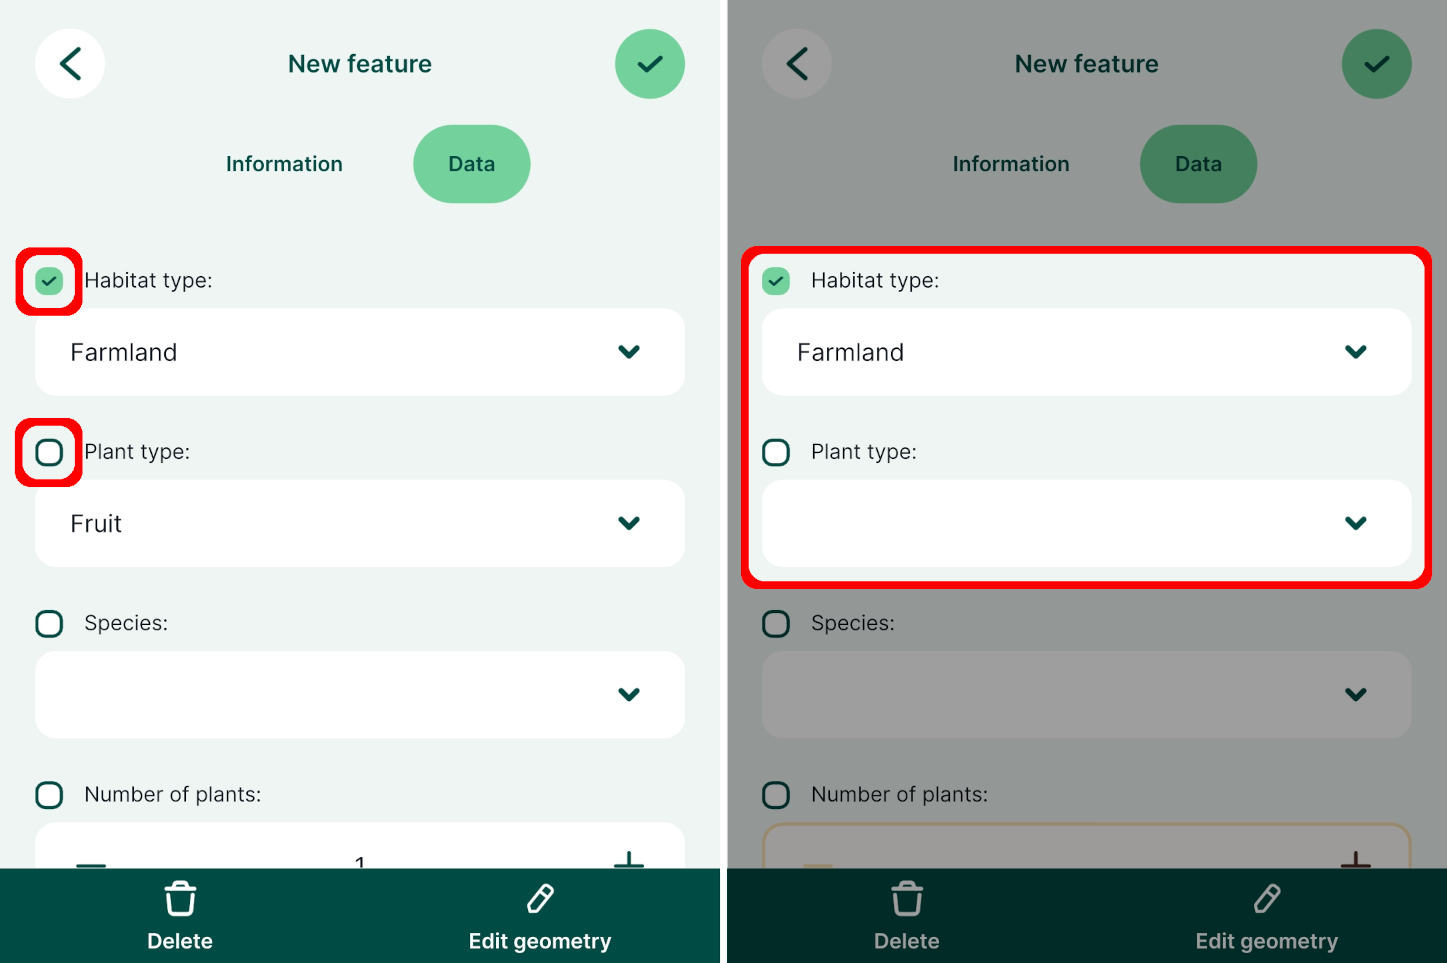 New feature
Information
Data
Habitat type:
Farmland
Plant type:
Fruit
Species:
Number of plants:
1
Delete
Edit geometry
New feature
Information
Data
Habitat type:
Farmland
Plant type:
Species:
Number of plants:
Delete
Edit geometry